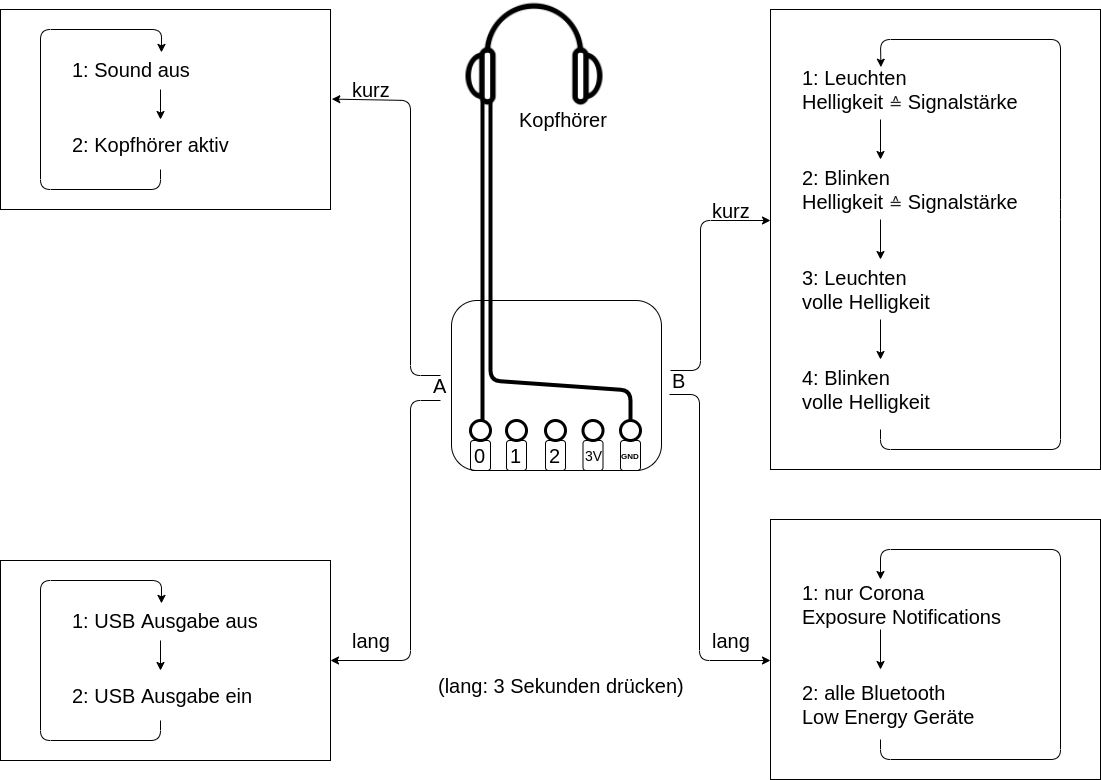 1: Sound aus
2: Kopfhörer aktiv
kurz
Kopfhörer
kurz
1: Leuchten
Helligkeit ≙ Signalstärke
2: Blinken
Helligkeit ≙ Signalstärke
3: Leuchten
volle Helligkeit
4: Blinken
volle Helligkeit
A
B
0
1
2
3V
GND
1: USB Ausgabe aus
2: USB Ausgabe ein
lang
(lang: 3 Sekunden drücken)
lang
1: nur Corona
Exposure Notifications
2: alle Bluetooth
Low Energy Geräte